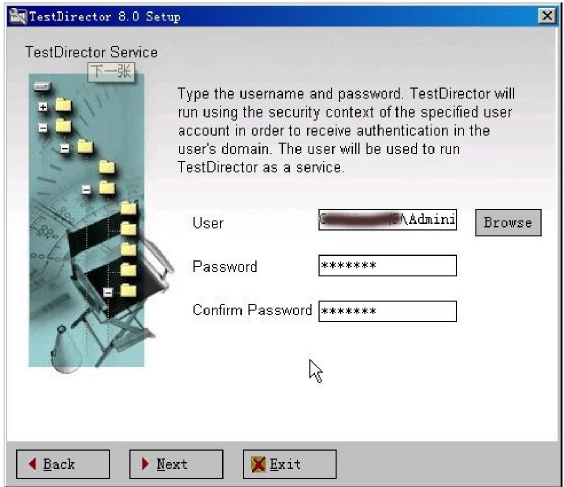 TestDirector 8.0 Setup
TestDirector Service
下一张
Type the username and password. TestDirector will
run using the security context of the specified user
account in order to receive authentication in the
user's domain. The user will be used to run
TestDirector as a service.
User \Admini Browse
Password *******
Confirm Password *******
Back Next Exit